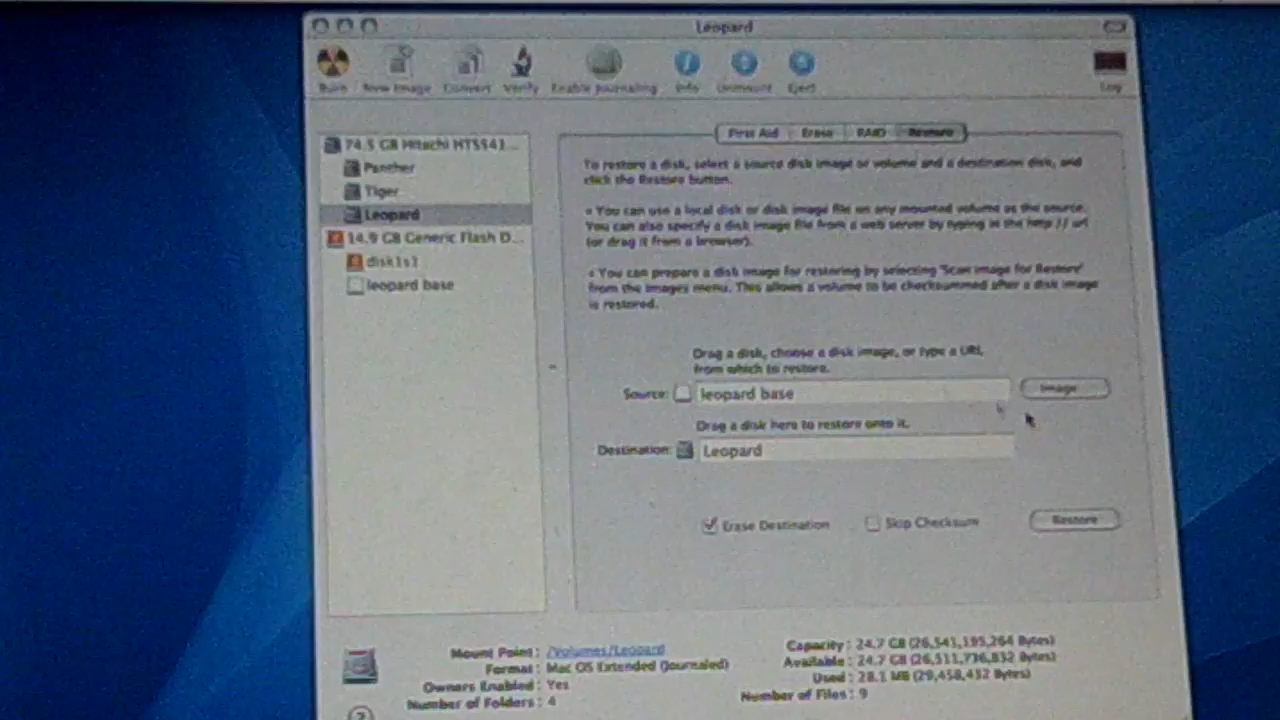 Leopard
Burn New Image Convert Verify Enable Journaling Info Unmount Eject Log
First Aid Erase RAID Restore
74.5 GB Hitachi HTS541...
Panther
Tiger
Leopard
14.9 GB Generic Flash D...
disk1s1
leopard base
To restore a disk, select a source disk image or volume and a destination disk, and
click the Restore button.
• You can use a local disk or disk image file on any mounted volume as the source.
You can also specify a disk image file from a web server by typing in the http:// url
(or drag it from a browser).
• You can prepare a disk image for restoring by selecting 'Scan Image for Restore'
from the Images menu. This allows a volume to be checksummed after a disk image
is restored.
Drag a disk, choose a disk image, or type a URL
from which to restore.
Source: leopard base Image
Drag a disk here to restore onto it.
Destination: Leopard
Erase Destination Skip Checksum Restore
Mount Point : /Volumes/Leopard
Format : Mac OS Extended (Journaled)
Owners Enabled : Yes
Number of Folders : 4
Capacity : 24.7 GB (26,541,195,264 Bytes)
Available : 24.7 GB (26,511,736,832 Bytes)
Used : 28.1 MB (29,458,432 Bytes)
Number of Files : 9
?